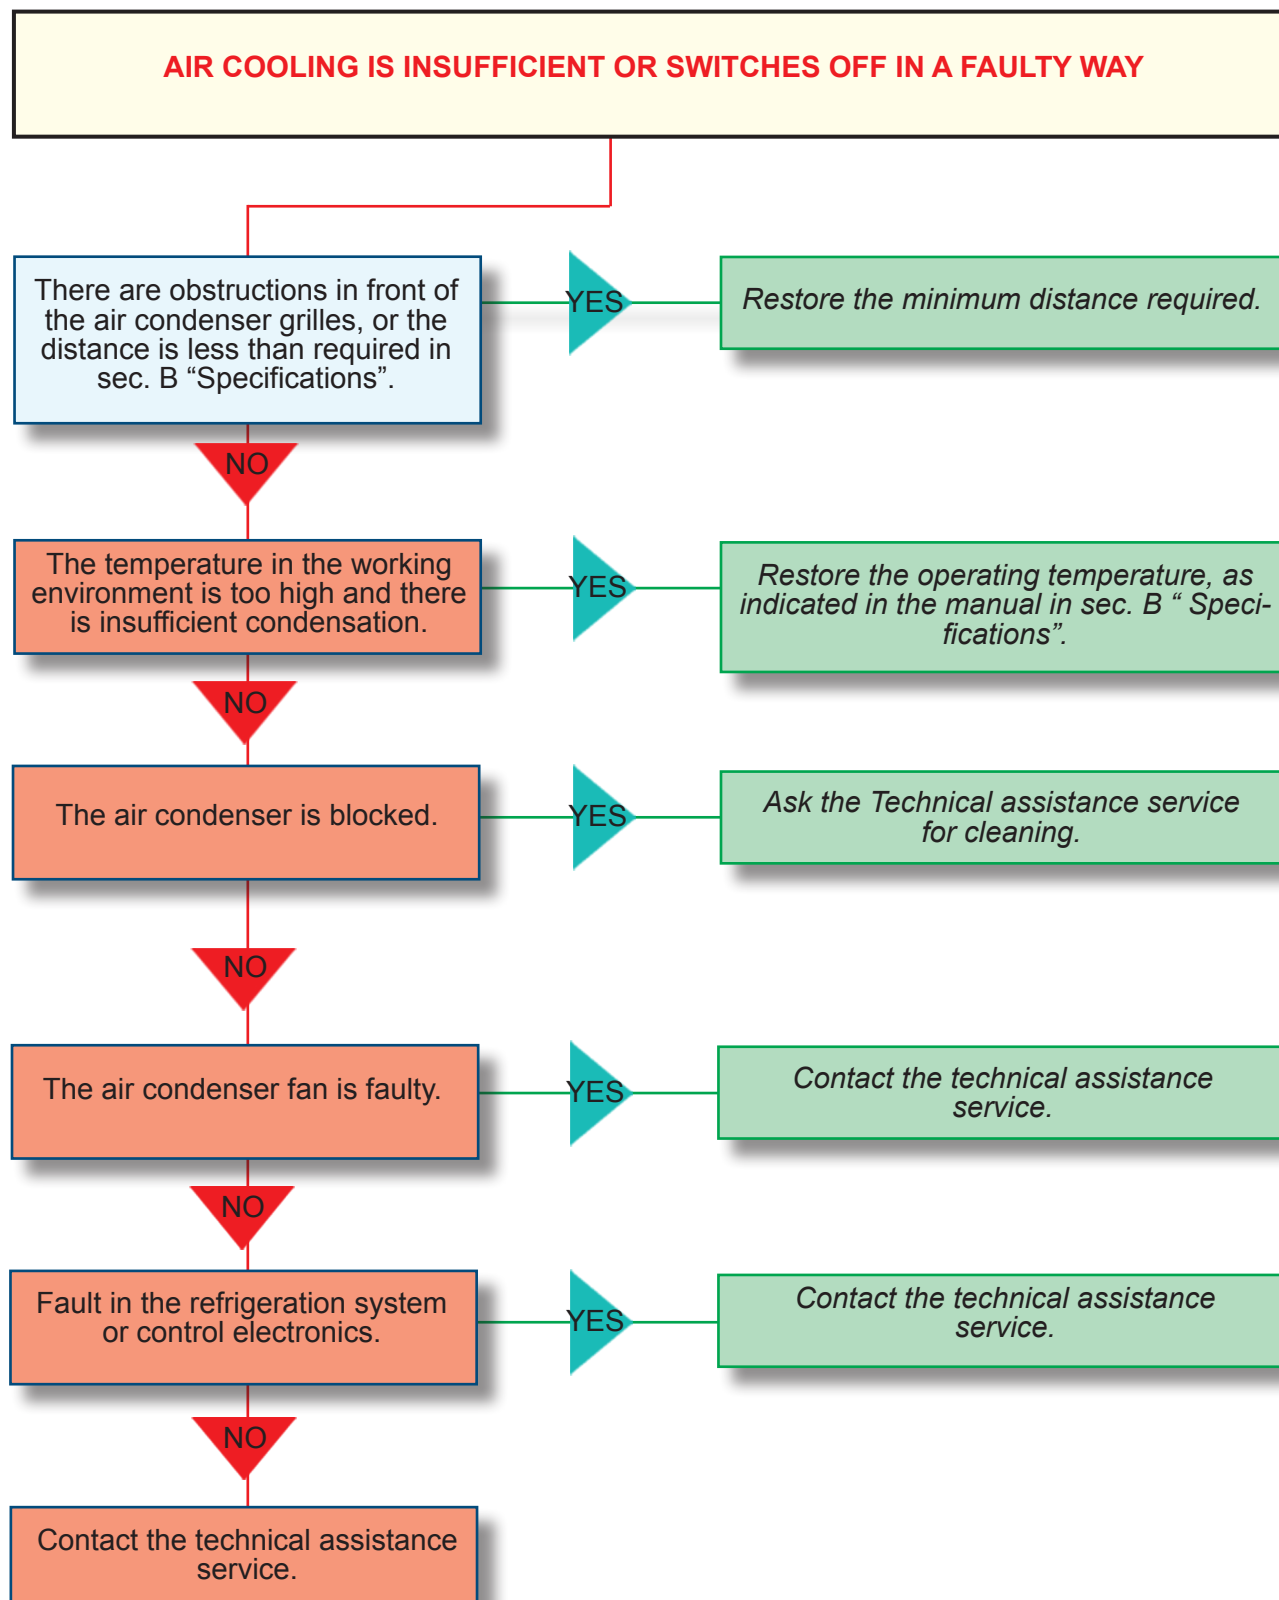 AIR COOLING IS INSUFFICIENT OR SWITCHES OFF IN A FAULTY WAY
There are obstructions in front of
the air condenser grilles, or the
distance is less than required in
sec. B “Specifications”.
YES
Restore the minimum distance required.
NO
The temperature in the working
environment is too high and there
is insufficient condensation.
YES
Restore the operating temperature, as
indicated in the manual in sec. B “ Speci-
fications”.
NO
The air condenser is blocked.
YES
Ask the Technical assistance service
for cleaning.
NO
The air condenser fan is faulty.
YES
Contact the technical assistance
service.
NO
Fault in the refrigeration system
or control electronics.
YES
Contact the technical assistance
service.
NO
Contact the technical assistance
service.